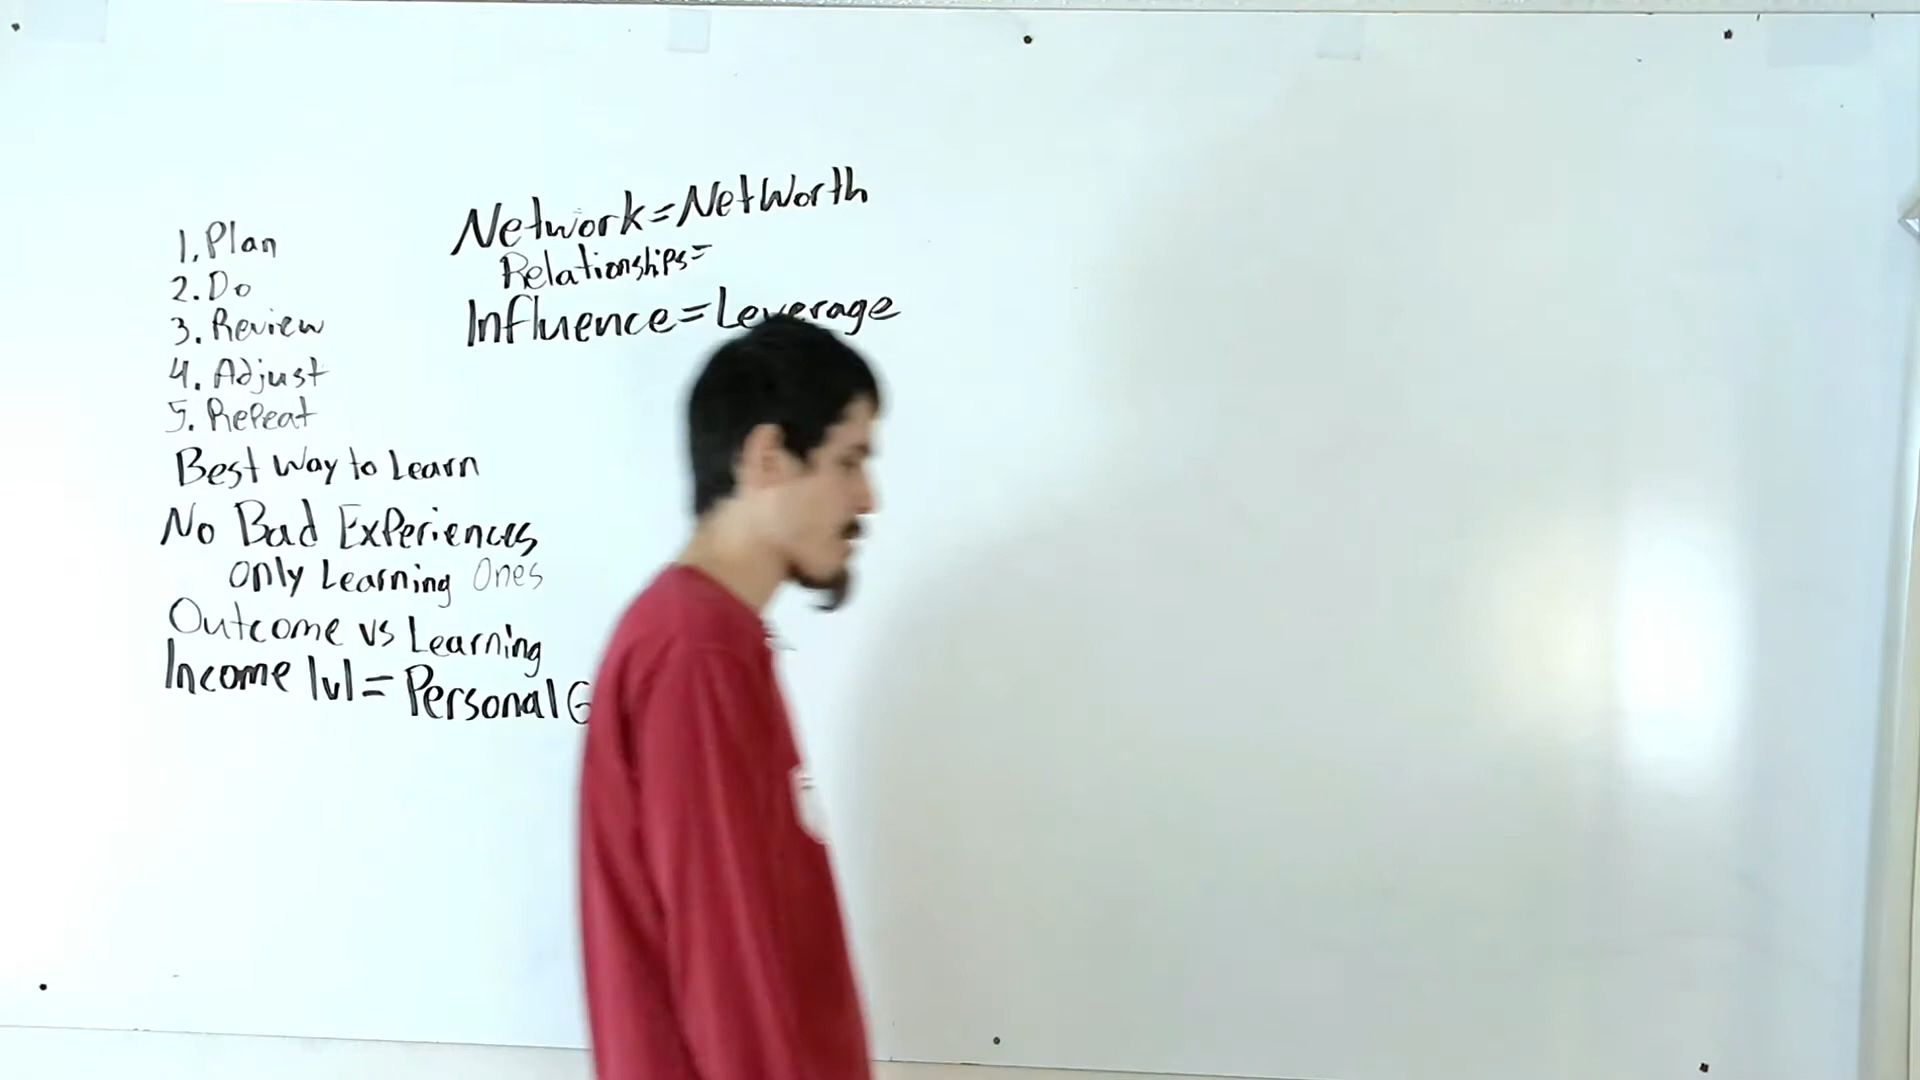 1. Plan
2. Do
3. Review
4. Adjust
5. Repeat
Best Way to Learn
No Bad Experiences
Only Learning Ones
Outcome vs Learning
Income lvl = Personal G
Network = NetWorth
Relationships =
Influence = Leverage